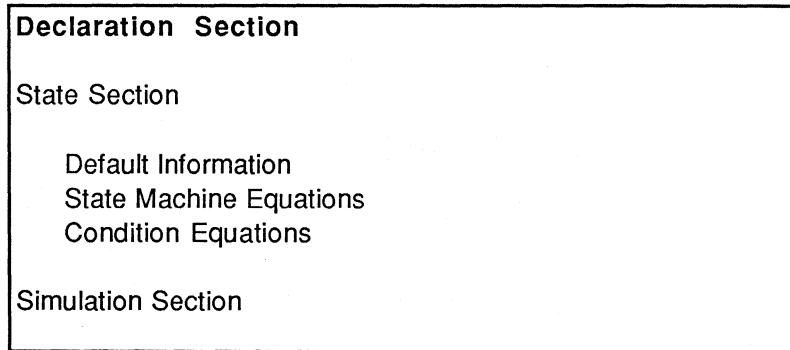 Declaration Section
State Section
Default Information
State Machine Equations
Condition Equations
Simulation Section